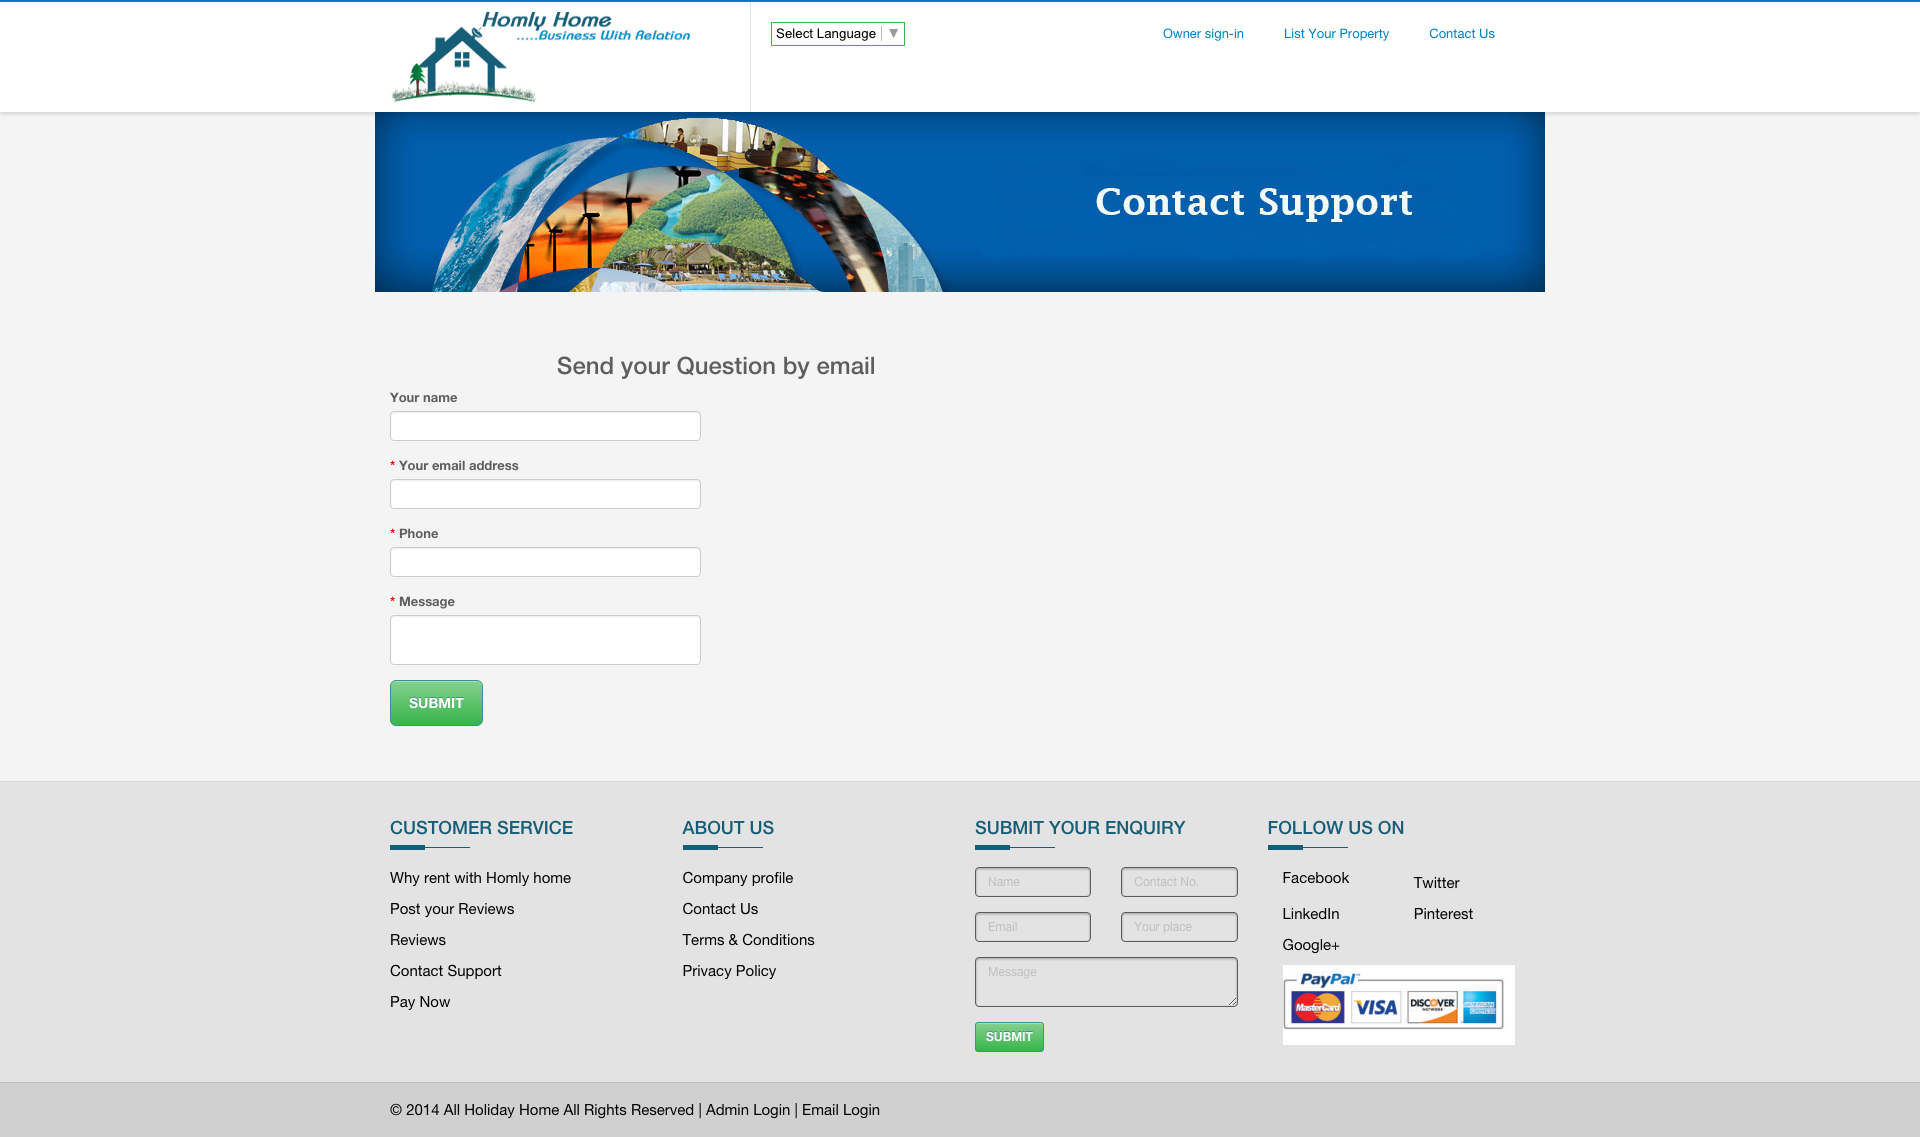 Homly Home
.....Business With Relation
Select Language ▼
Owner sign-in
List Your Property
Contact Us
Contact Support
Send your Question by email
Your name
* Your email address
* Phone
* Message
SUBMIT
CUSTOMER SERVICE
Why rent with Homly home
Post your Reviews
Reviews
Contact Support
Pay Now
ABOUT US
Company profile
Contact Us
Terms & Conditions
Privacy Policy
SUBMIT YOUR ENQUIRY
Name
Contact No.
Email
Your place
Message
SUBMIT
FOLLOW US ON
Facebook
Twitter
LinkedIn
Pinterest
Google+
PayPal
MasterCard
VISA
DISCOVER
NETWORK
AMERICAN
EXPRESS
© 2014 All Holiday Home All Rights Reserved | Admin Login | Email Login